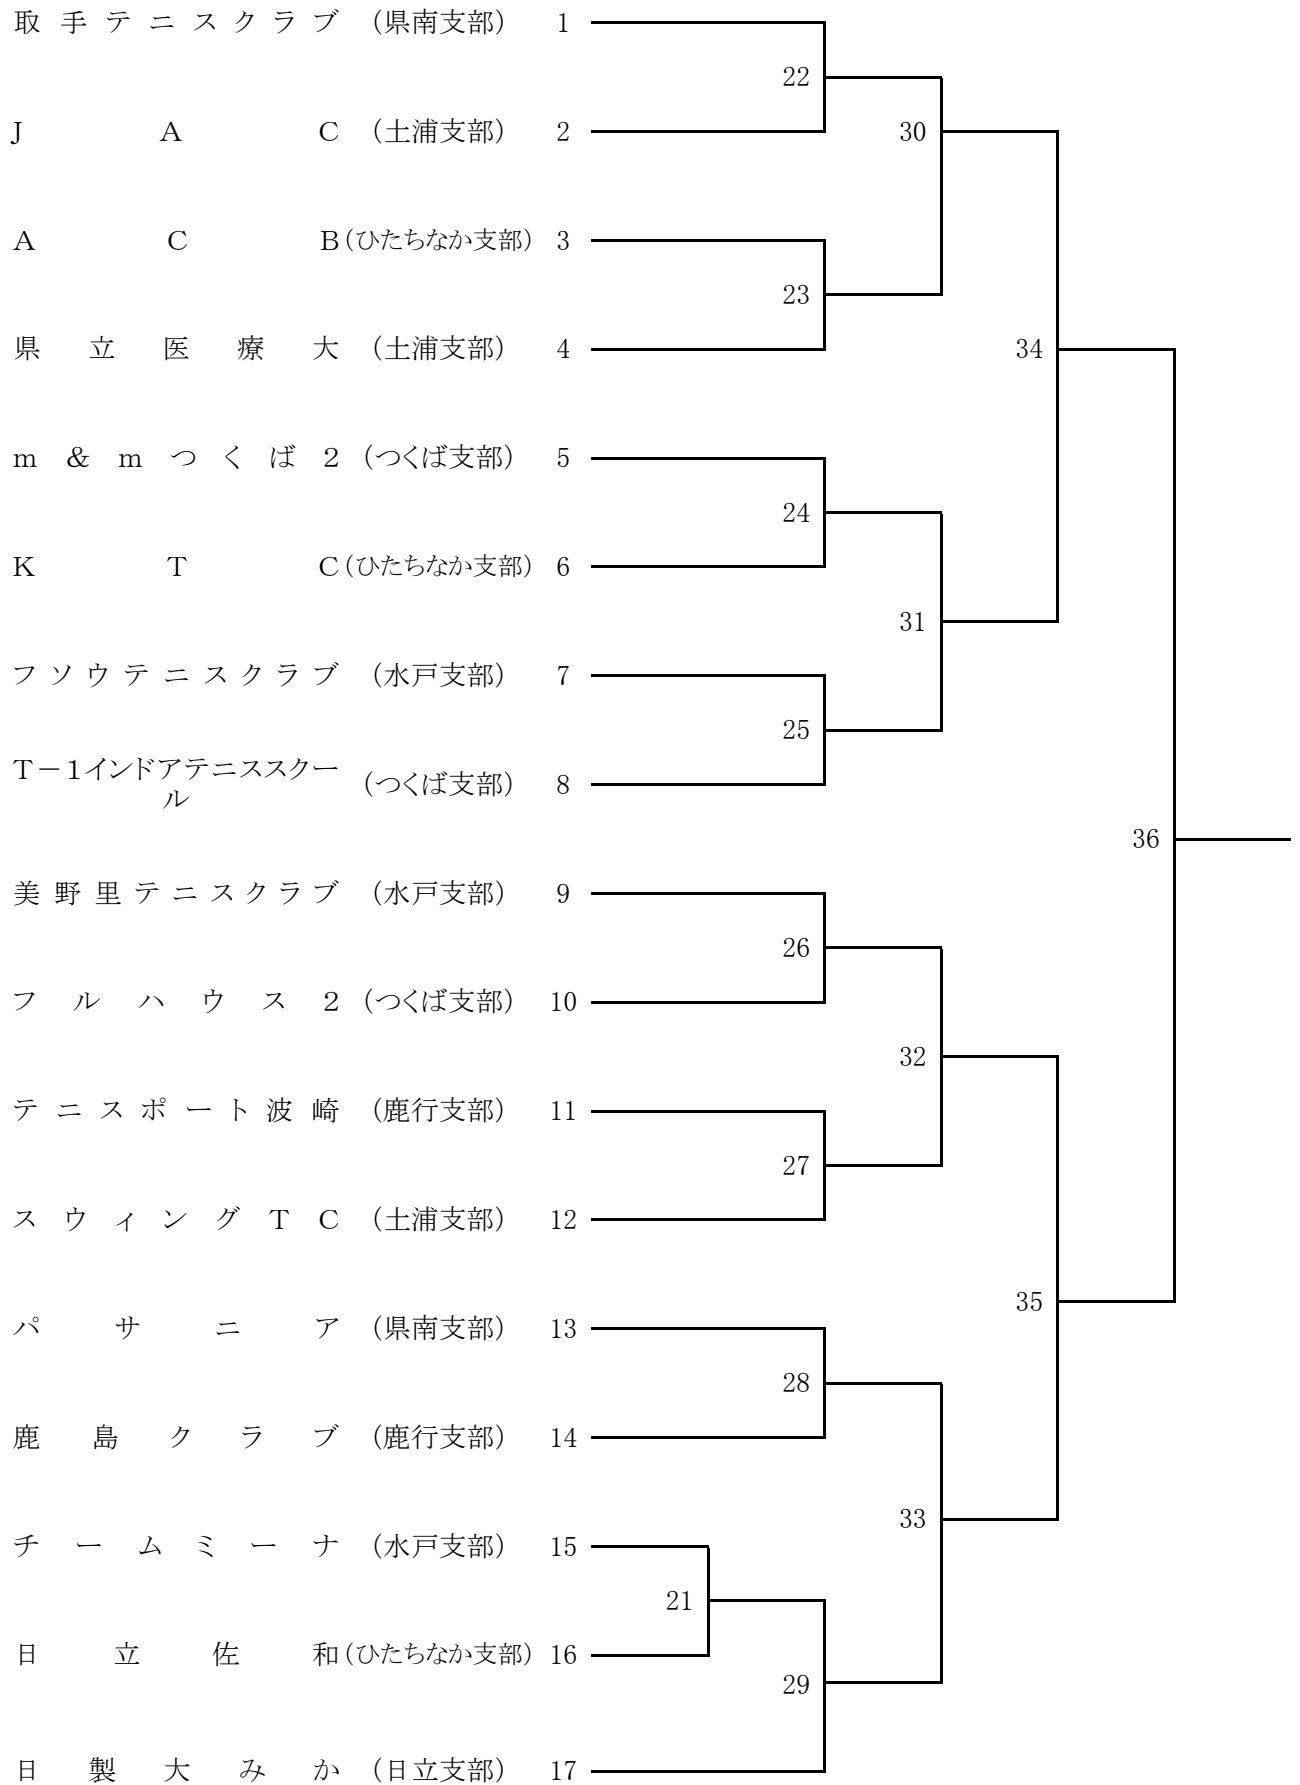 取手テニスクラブ (県南支部) 1
22
JAC (土浦支部) 2
30
ACB (ひたちなか支部) 3
23
県立医療大 (土浦支部) 4
34
m&mつくば2 (つくば支部) 5
24
KTC (ひたちなか支部) 6
31
フソウテニスクラブ (水戸支部) 7
25
T-1インドアテニススクー
ル
(つくば支部) 8
36
美野里テニスクラブ (水戸支部) 9
26
フルハウス2 (つくば支部) 10
32
テニスポート波崎 (鹿行支部) 11
27
スウィングTC (土浦支部) 12
35
パサニア (県南支部) 13
28
鹿島クラブ (鹿行支部) 14
33
チームミーナ (水戸支部) 15
21
日立佐和 (ひたちなか支部) 16
29
日製大みか (日立支部) 17